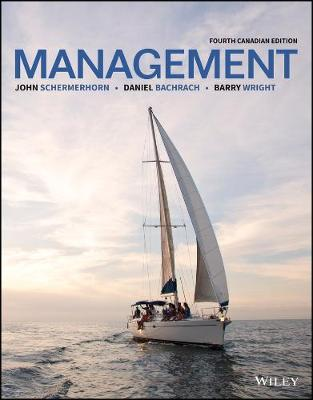 FOURTH CANADIAN EDITION
MANAGEMENT
JOHN SCHERMERHORN • DANIEL BACHRACH • BARRY WRIGHT
WILEY